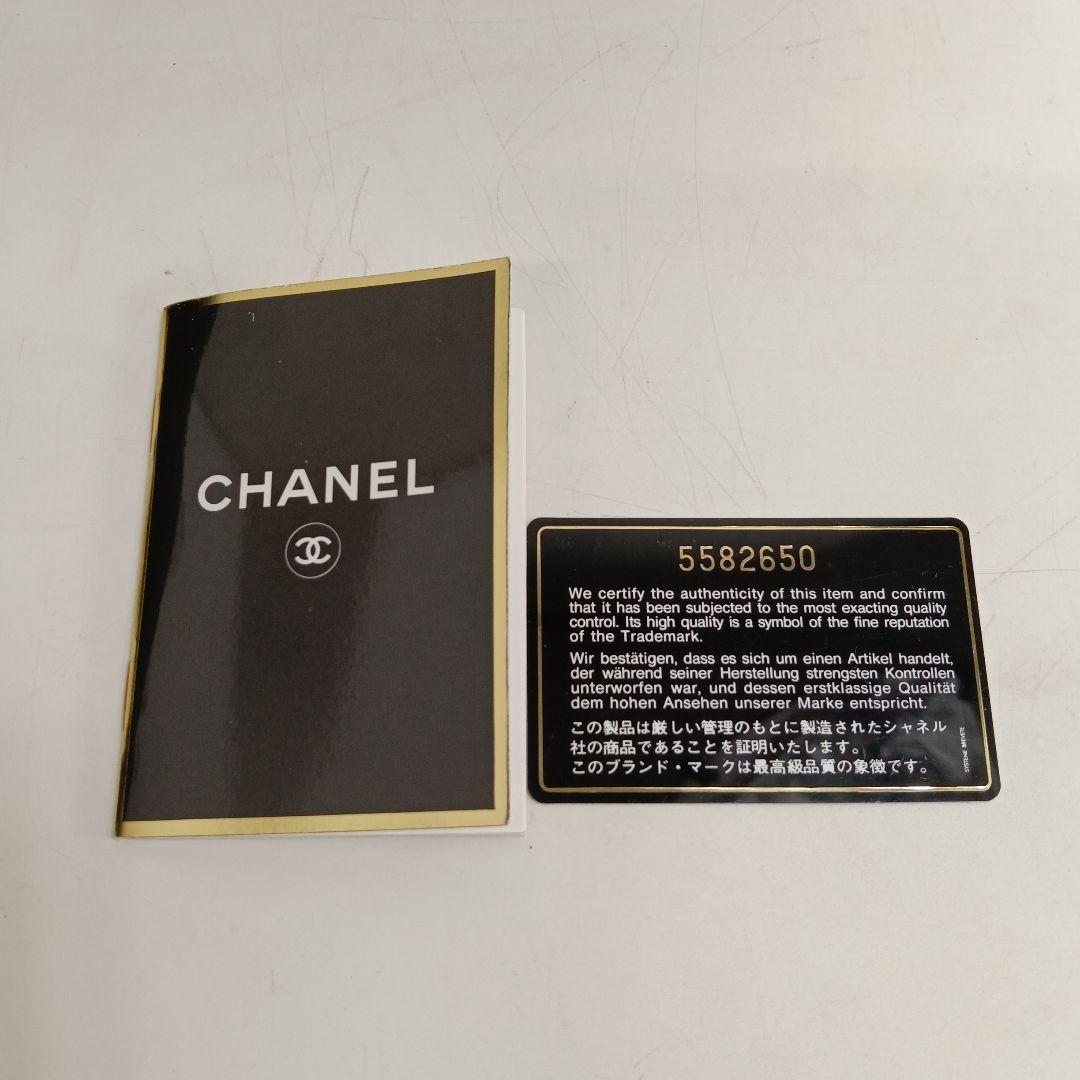 CHANEL
5582650
We certify the authenticity of this item and confirm
that it has been subjected to the most exacting quality
control. Its high quality is a symbol of the fine reputation
of the Trademark.
Wir bestätigen, dass es sich um einen Artikel handelt,
der während seiner Herstellung strengsten Kontrollen
unterworfen war, und dessen erstklassige Qualität
dem hohen Ansehen unserer Marke entspricht.
この製品は厳しい管理のもとに製造されたシャネル
社の商品であることを証明いたします。
このブランド・マークは最高級品質の象徴です。
SYSTEME BREVETE